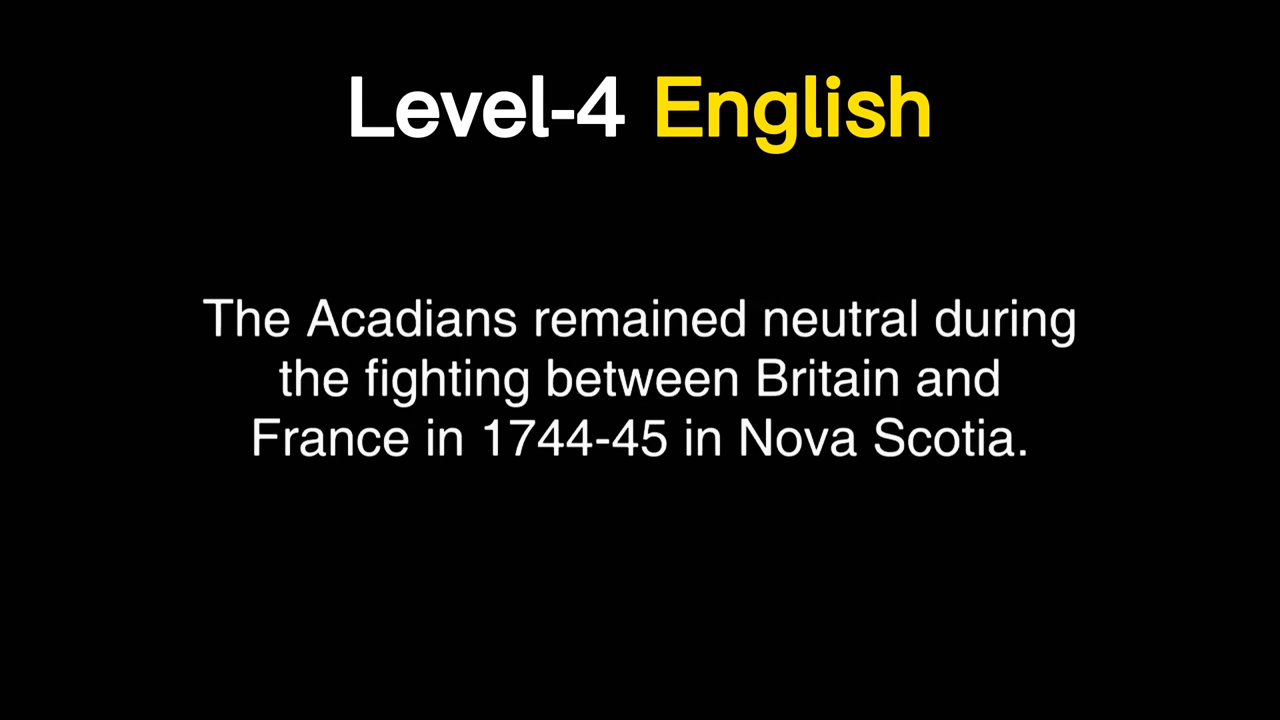 Level-4 English
The Acadians remained neutral during
the fighting between Britain and
France in 1744-45 in Nova Scotia.